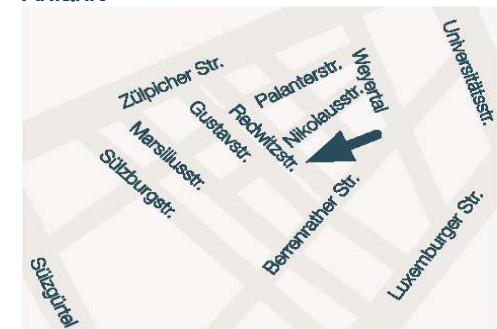 Zülpicher Str.
Palanterstr.
Weyertal
Universitätsstr.
Gustavstr.
Redwitzstr.
Nikolausstr.
Marsiliusstr.
Sülzburgstr.
Berrenrather Str.
Luxemburger Str.
Sülzgürtel